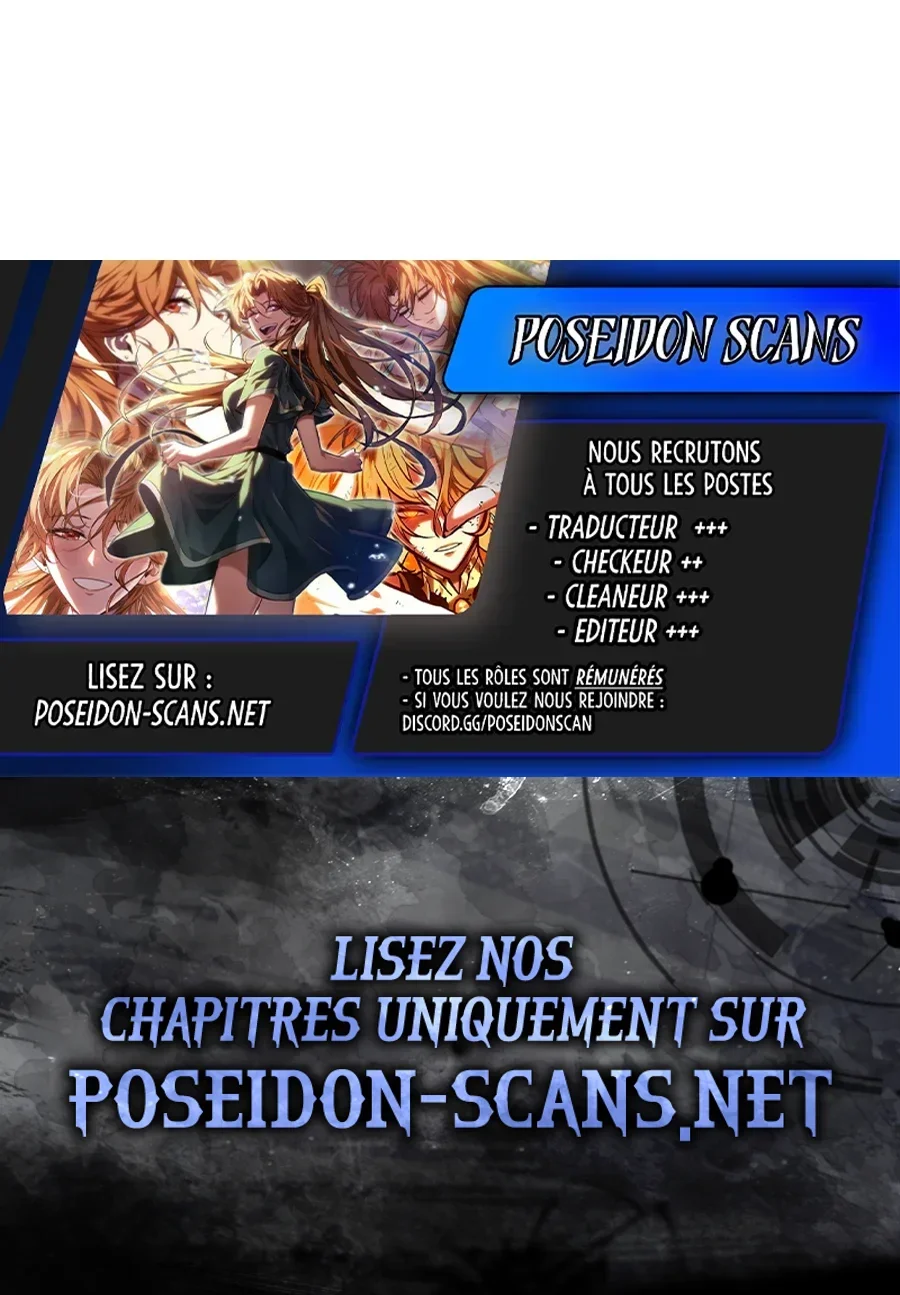 POSEIDON SCANS
NOUS RECRUTONS
À TOUS LES POSTES
- TRADUCTEUR +++
- CHECKEUR ++
- CLEANEUR +++
- EDITEUR +++
- TOUS LES RÔLES SONT RÉMUNÉRÉS
- SI VOUS VOULEZ NOUS REJOINDRE :
DISCORD.GG/POSEIDONSCAN
LISEZ SUR :
POSEIDON-SCANS.NET
LISEZ NOS
CHAPITRES UNIQUEMENT SUR
POSEIDON-SCANS.NET